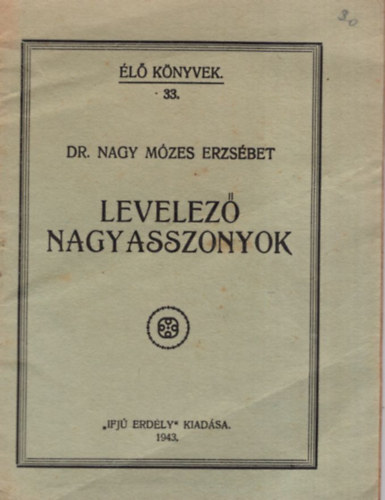 ÉLŐ KÖNYVEK.
33.
DR. NAGY MÓZES ERZSÉBET
LEVELEZŐ
NAGYASSZONYOK
„IFJÚ ERDÉLY“ KIADÁSA.
1943.